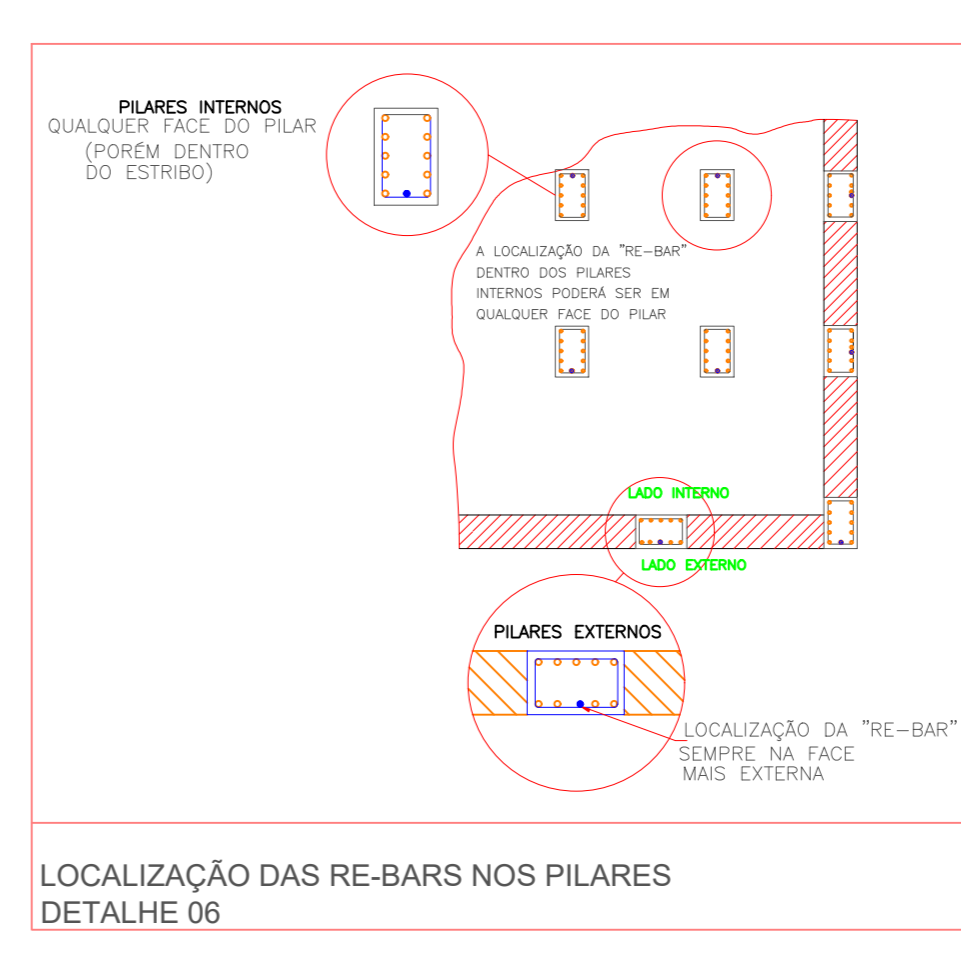 PILARES INTERNOS
QUALQUER FACE DO PILAR
(PORÉM DENTRO
DO ESTRIBO)
A LOCALIZAÇÃO DA "RE-BAR"
DENTRO DOS PILARES
INTERNOS PODERÁ SER EM
QUALQUER FACE DO PILAR
LADO INTERNO
LADO EXTERNO
PILARES EXTERNOS
LOCALIZAÇÃO DA "RE-BAR"
SEMPRE NA FACE
MAIS EXTERNA
LOCALIZAÇÃO DAS RE-BARS NOS PILARES
DETALHE 06